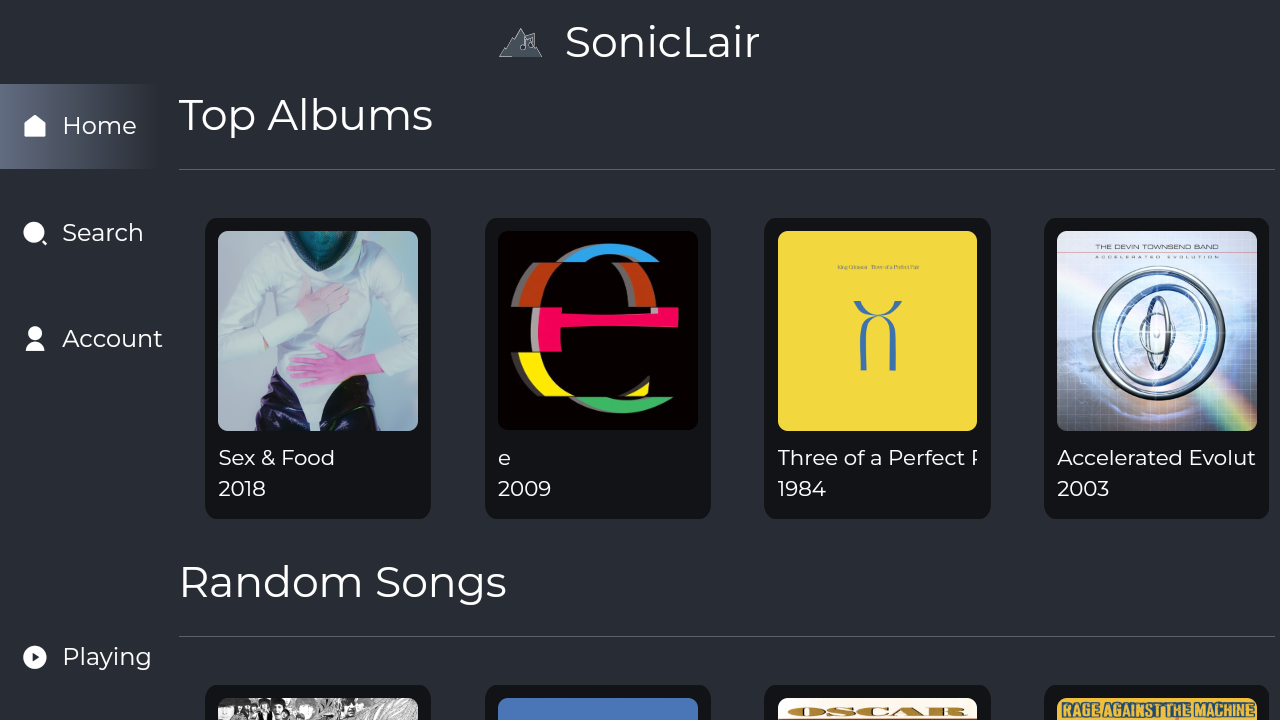 SonicLair
Home
Search
Account
Playing
Top Albums
THE DEVIN TOWNSEND BAND
ACCELERATED EVOLUTION
King Crimson Three of a Perfect Pair
Sex & Food
2018
e
2009
Three of a Perfect P
1984
Accelerated Evolut
2003
Random Songs
OSCAR
RAGE AGAINST THE MACHINE